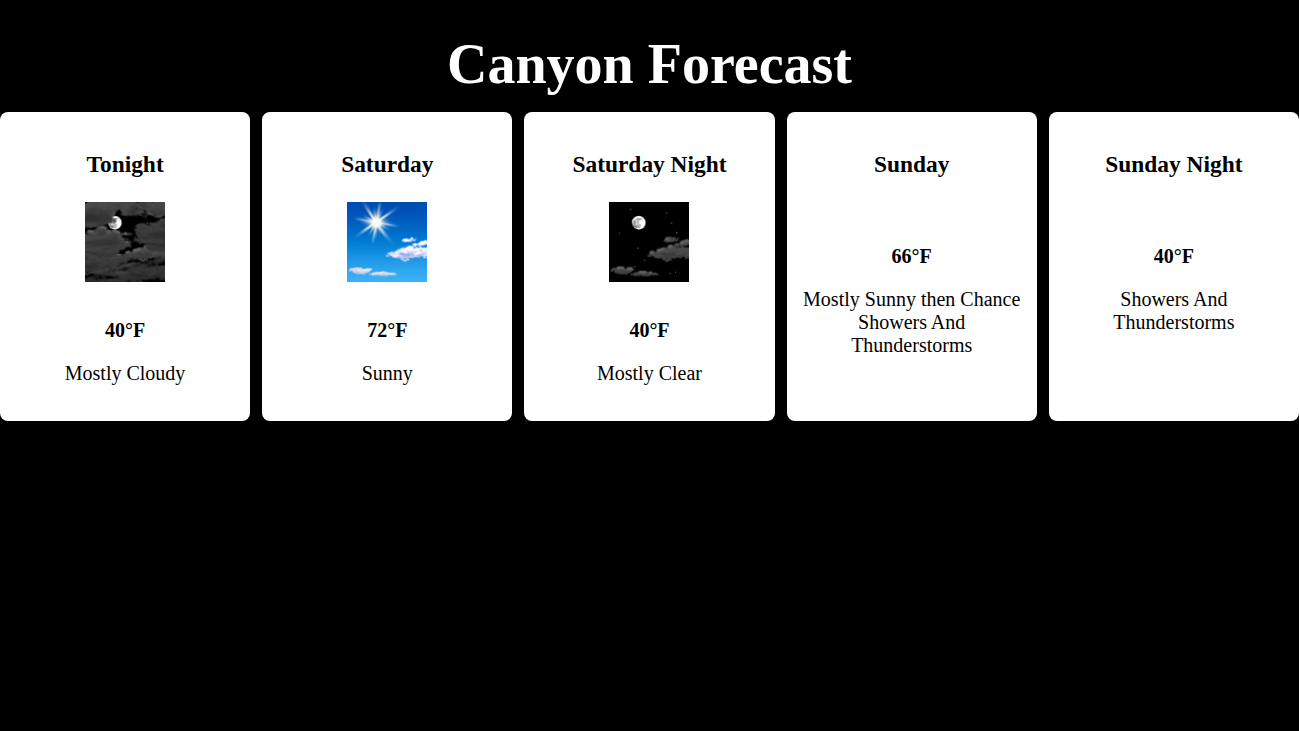 Canyon Forecast
Tonight
40°F
Mostly Cloudy
Saturday
72°F
Sunny
Saturday Night
40°F
Mostly Clear
Sunday
66°F
Mostly Sunny then Chance
Showers And
Thunderstorms
Sunday Night
40°F
Showers And
Thunderstorms